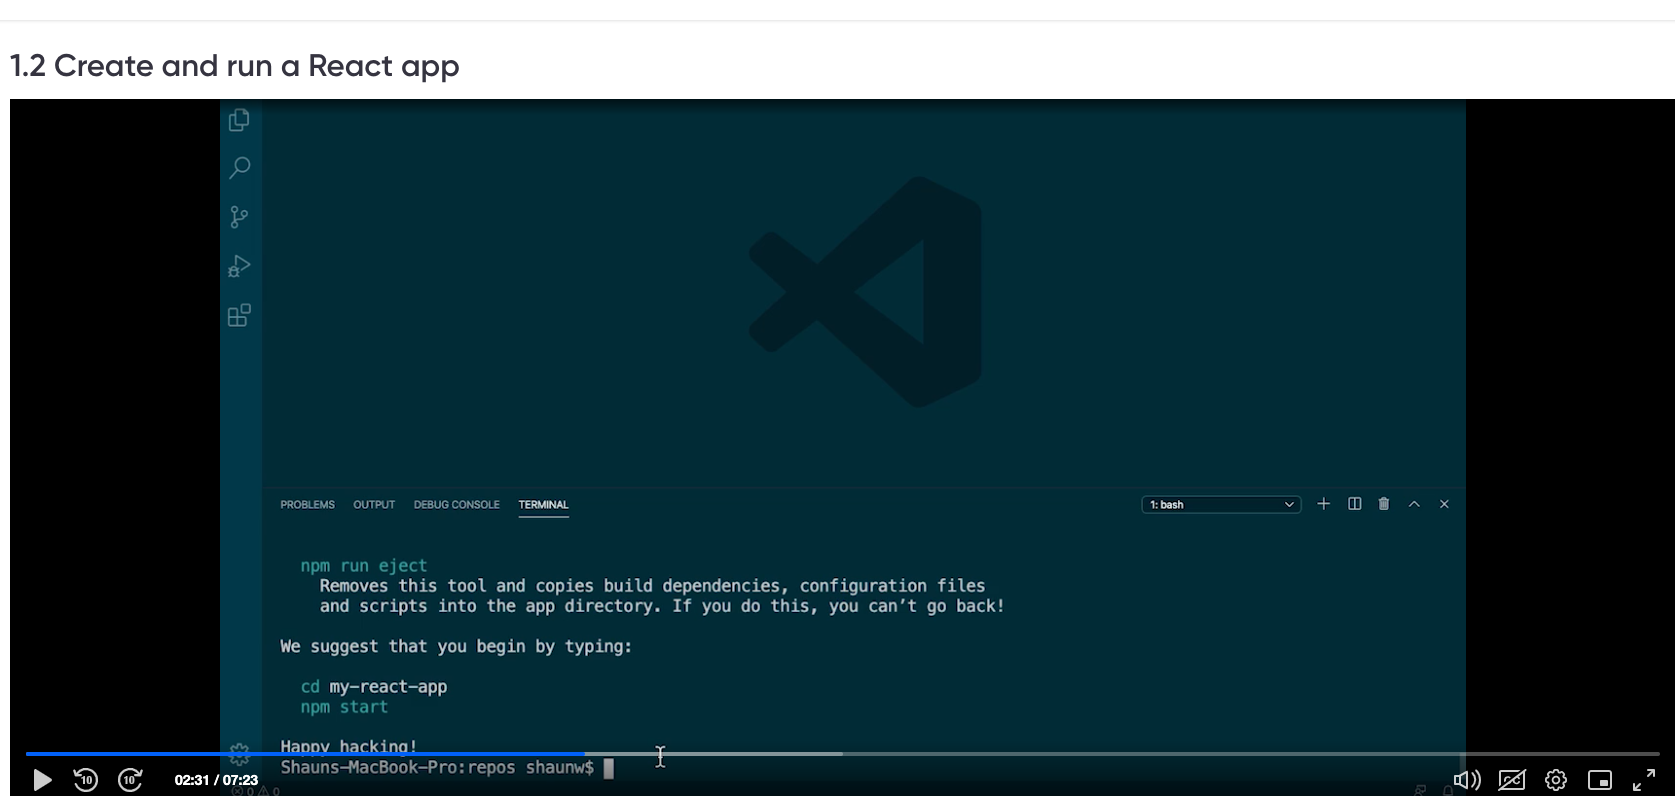 1.2 Create and run a React app
PROBLEMS OUTPUT DEBUG CONSOLE TERMINAL 1: bash
npm run eject
Removes this tool and copies build dependencies, configuration files
and scripts into the app directory. If you do this, you can’t go back!
We suggest that you begin by typing:
cd my-react-app
npm start
Happy hacking!
Shauns-MacBook-Pro:repos shaunw$
10 10 02:31 / 07:23 CC
0 0